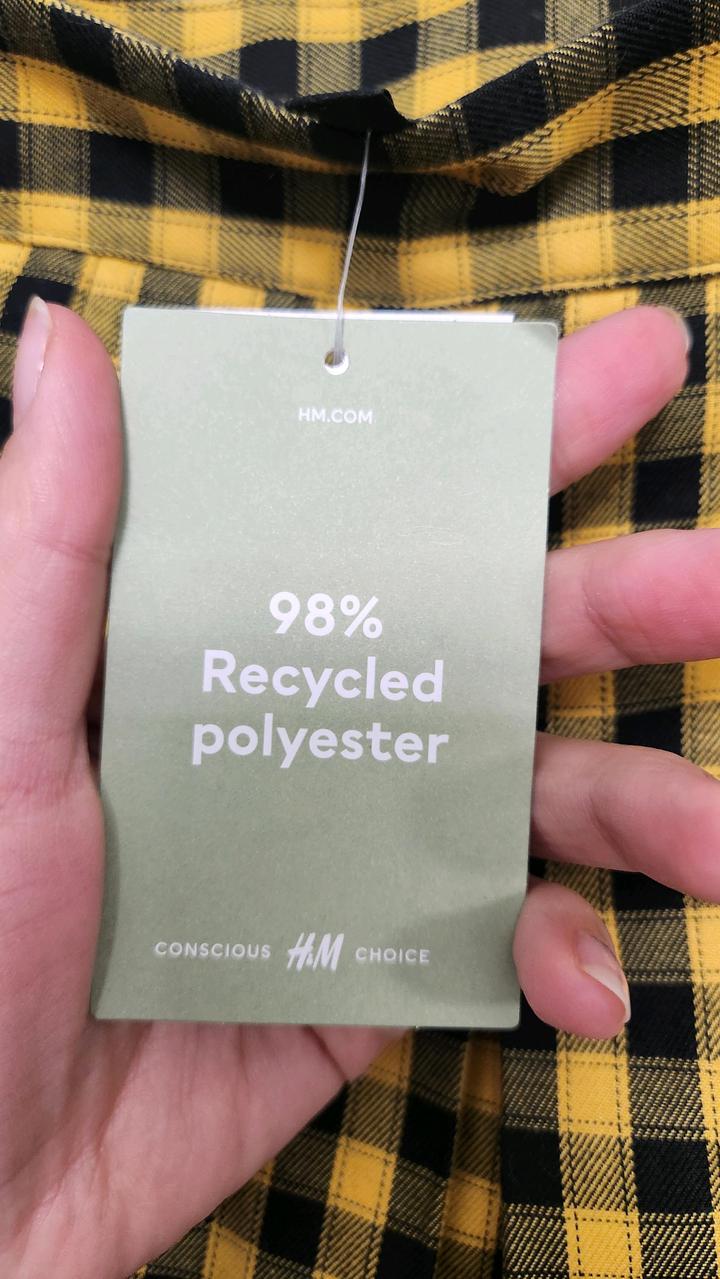 HM.COM
98%
Recycled
polyester
CONSCIOUS H&M CHOICE